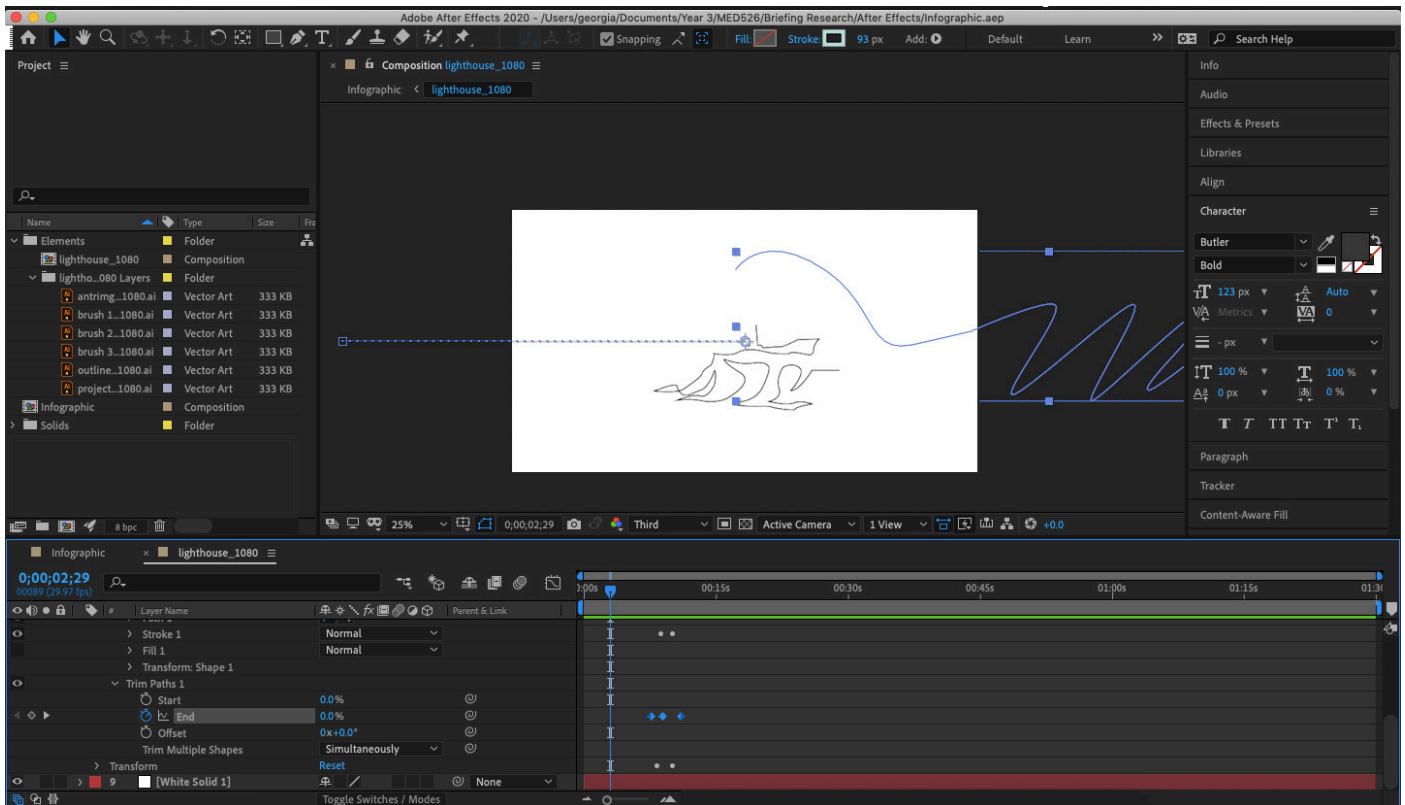 Adobe After Effects 2020 - /Users/georgia/Documents/Year 3/MED526/Briefing Research/After Effects/Infographic.aep
Snapping Fill: Stroke: 93 px Add: Default Learn >> Search Help
Project
Name Type Size Fra
Elements Folder
lighthouse_1080 Composition
lightho...080 Layers Folder
antrimg...1080.ai Vector Art 333 KB
brush 1...1080.ai Vector Art 333 KB
brush 2...1080.ai Vector Art 333 KB
brush 3...1080.ai Vector Art 333 KB
outline...1080.ai Vector Art 333 KB
project...1080.ai Vector Art 333 KB
Infographic Composition
Solids Folder
8 bpc
× Composition lighthouse_1080
Infographic < lighthouse_1080
25% 0;00;02;29 Third Active Camera 1 View +0.0
Info
Audio
Effects & Presets
Libraries
Align
Character
Butler
Bold
123 px Auto
Metrics 0
- px
100 % 100 %
0 px 0 %
T T TT Tт T¹ T₁
Paragraph
Tracker
Content-Aware Fill
Infographic × lighthouse_1080
0;00;02;29
00089 (29.97 fps)
# Layer Name Parent & Link
):00s 00:15s 00:30s 00:45s 01:00s 01:15s 01:30
Stroke 1 Normal
Fill 1 Normal
Transform: Shape 1
Trim Paths 1
Start 0.0%
End 0.0%
Offset 0x+0.0°
Trim Multiple Shapes Simultaneously
Transform Reset
9 [White Solid 1] None
Toggle Switches / Modes